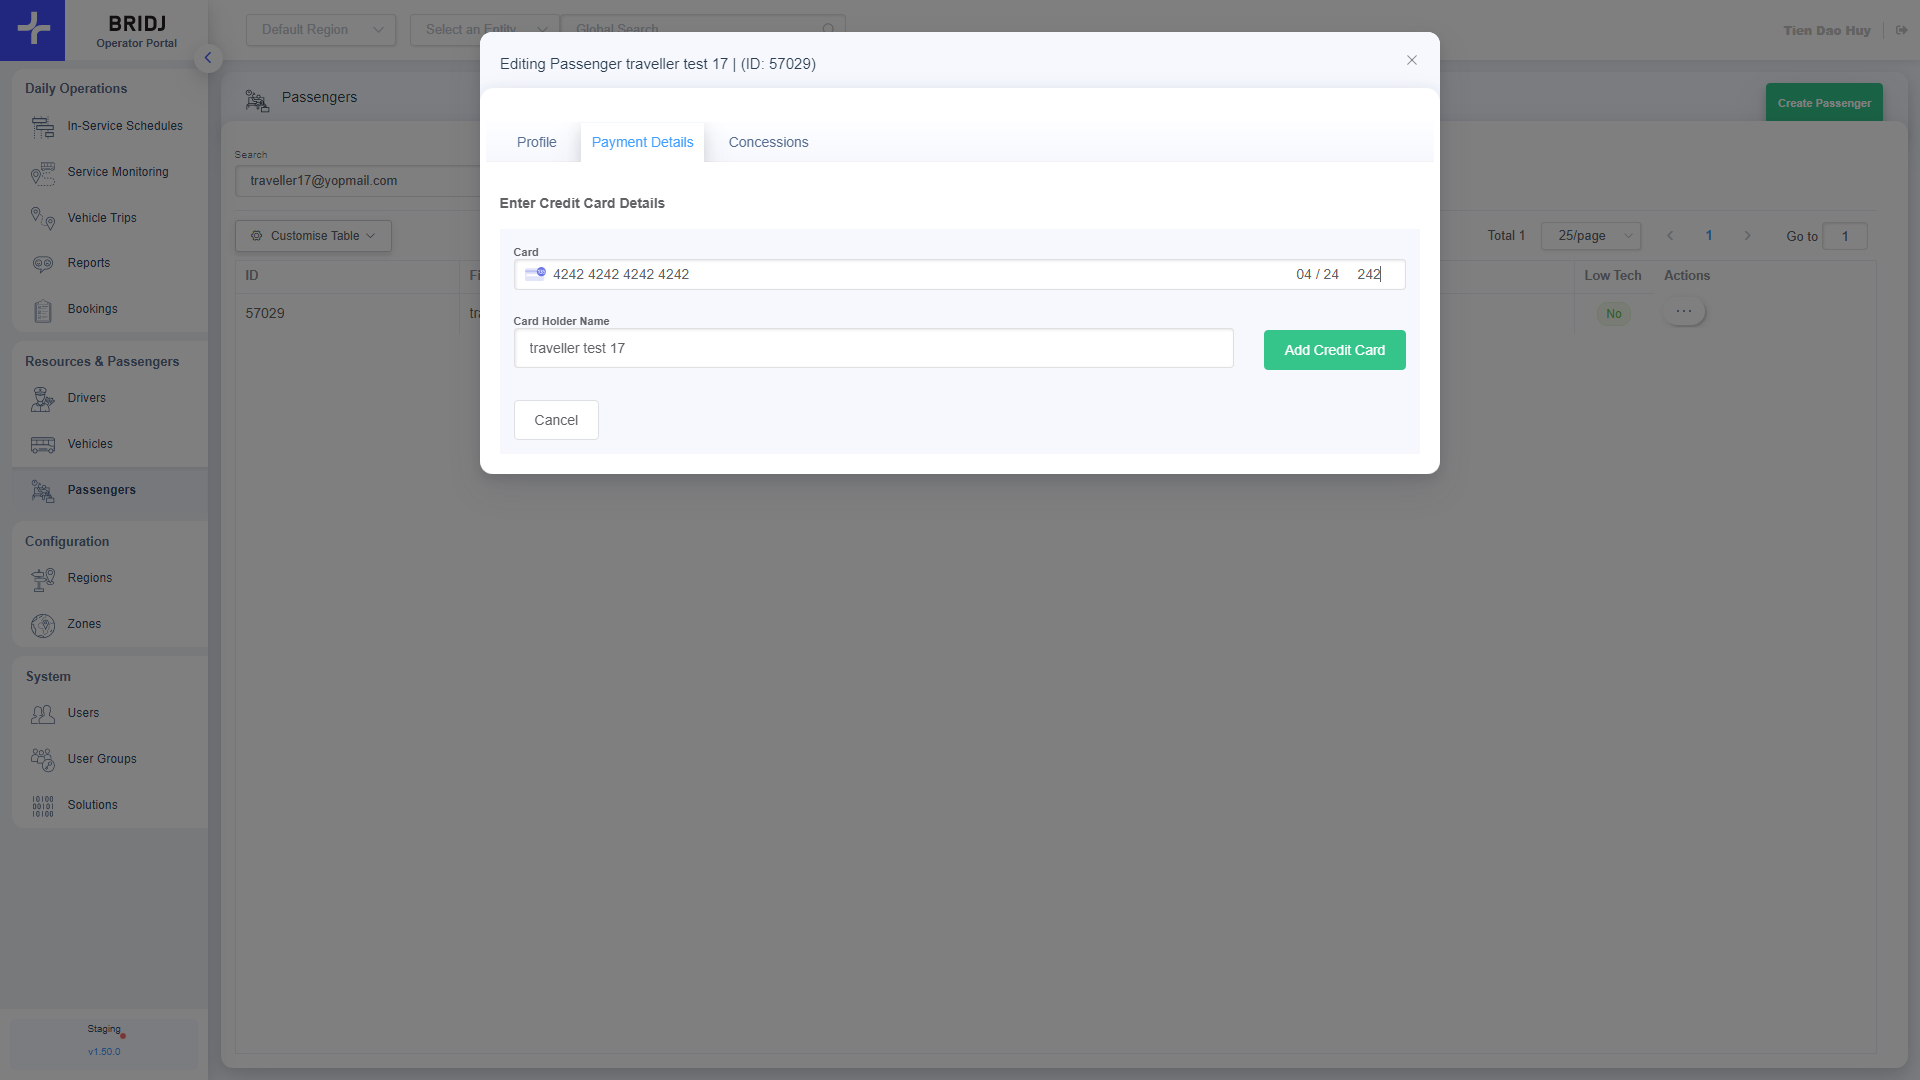 BRIDJ
Operator Portal
Default Region
Select an Entity
Global Search
Tien Dao Huy
Editing Passenger traveller test 17 | (ID: 57029)
Daily Operations
In-Service Schedules
Service Monitoring
Vehicle Trips
Reports
Bookings
Resources & Passengers
Drivers
Vehicles
Passengers
Configuration
Regions
Zones
System
Users
User Groups
Solutions
Staging
v1.50.0
Passengers
Create Passenger
Search
traveller17@yopmail.com
Customise Table
Total 1
25/page
1
Go to
1
ID
Low Tech
Actions
57029
No
Profile
Payment Details
Concessions
Enter Credit Card Details
Card
4242 4242 4242 4242
04 / 24
242
Card Holder Name
traveller test 17
Add Credit Card
Cancel